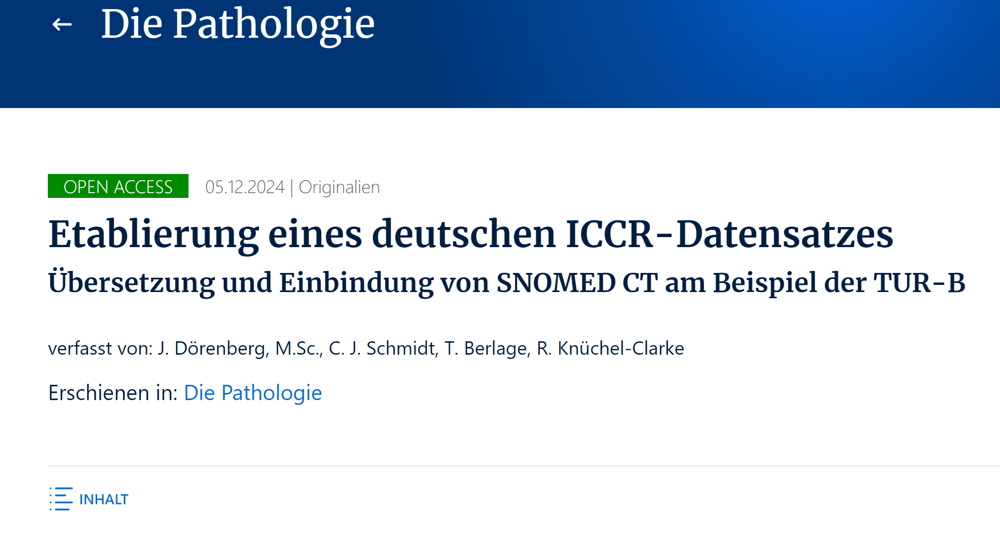 Die Pathologie
OPEN ACCESS 05.12.2024 | Originalien
Etablierung eines deutschen ICCR-Datensatzes
Übersetzung und Einbindung von SNOMED CT am Beispiel der TUR-B
verfasst von: J. Dörenberg, M.Sc., C. J. Schmidt, T. Berlage, R. Knüchel-Clarke
Erschienen in: Die Pathologie
INHALT